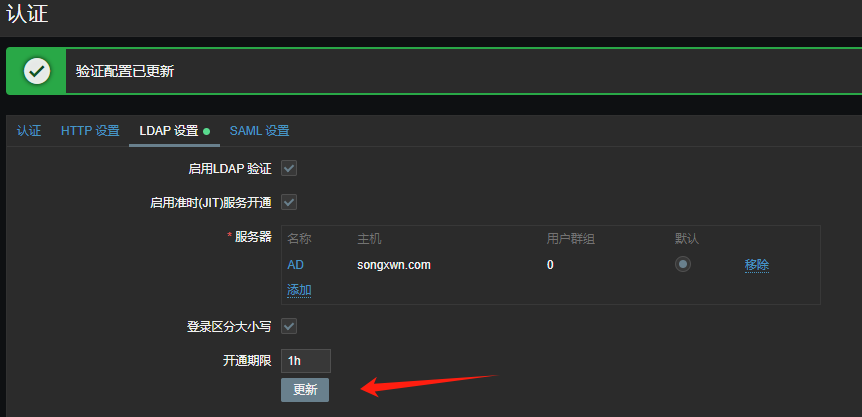 认证
验证配置已更新
认证 HTTP 设置 LDAP 设置 SAML 设置
启用LDAP 验证
启用准时(JIT)服务开通
* 服务器 名称 主机 用户群组 默认
AD songxwn.com 0 移除
添加
登录区分大小写
开通期限 1h
更新